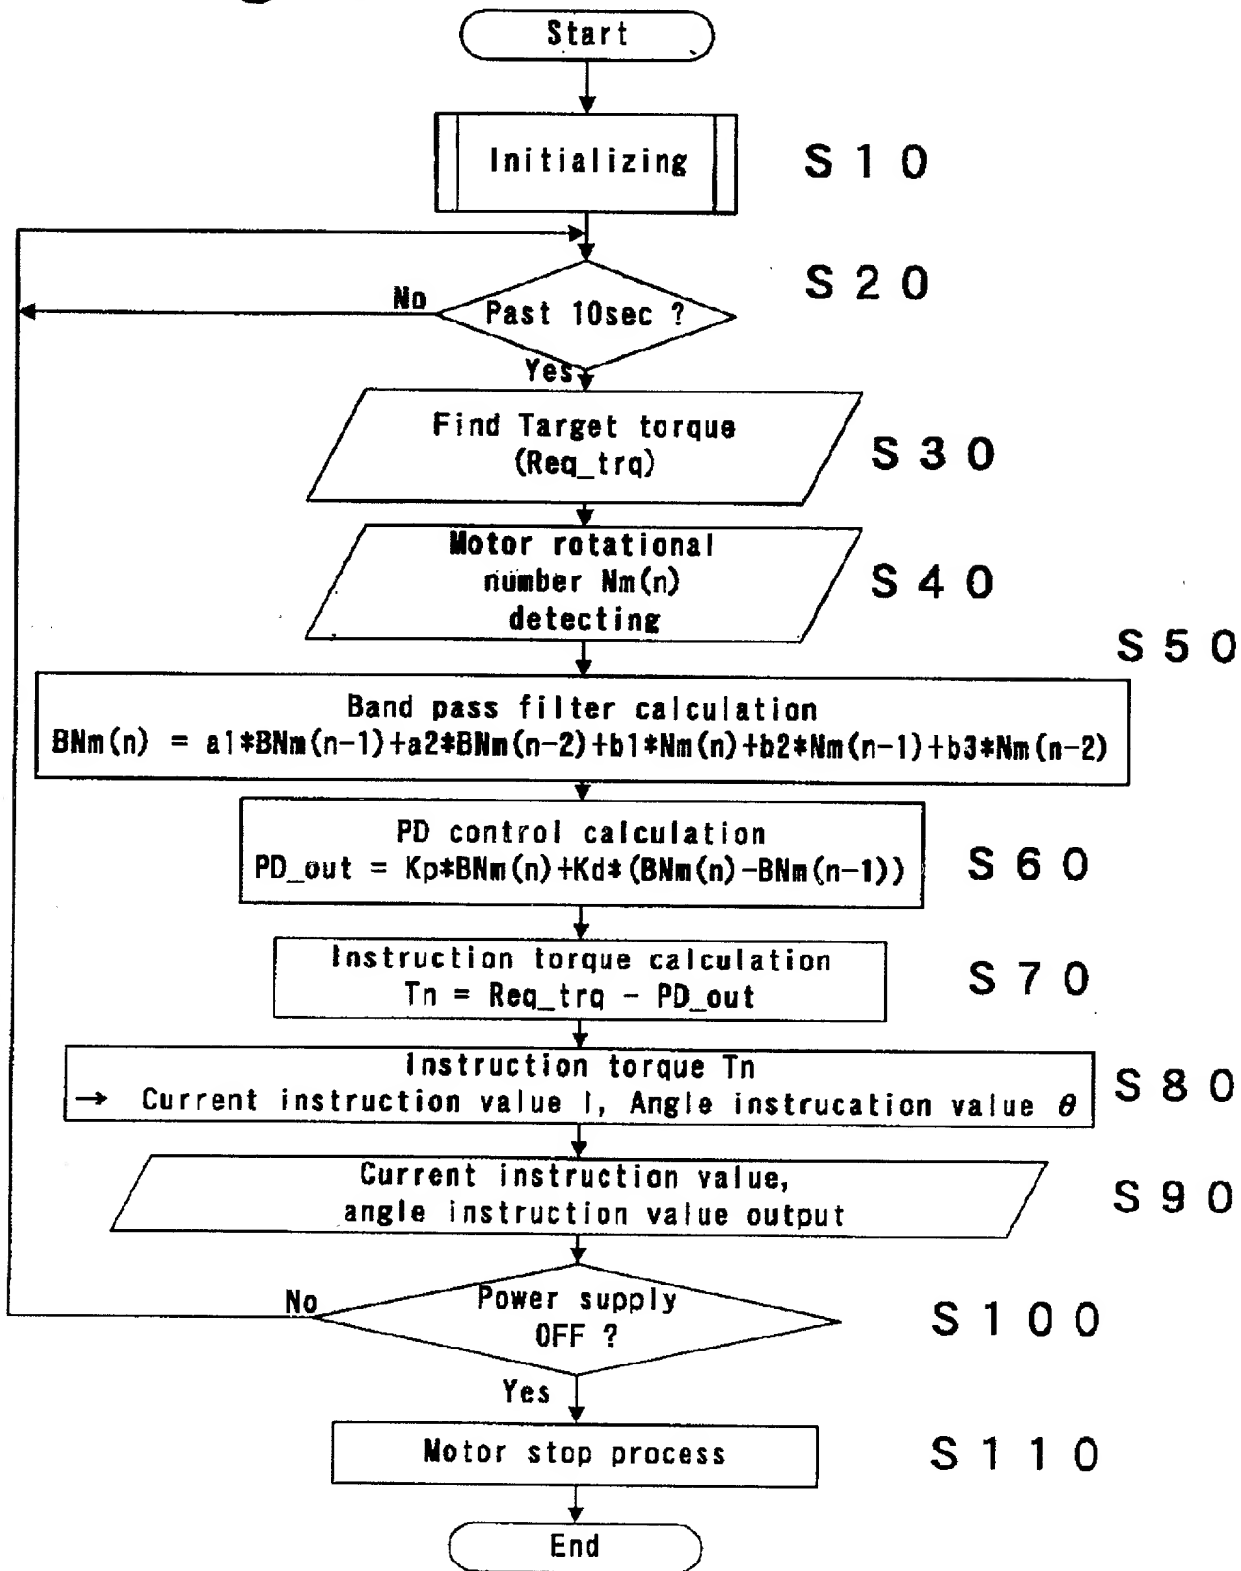 Start
Initializing
S10
S20
No
Past 10sec ?
Yes
Find Target torque
(Req_trq)
S30
Motor rotational
number Nm(n)
detecting
S40
S50
Band pass filter calculation
BNm(n) = a1*BNm(n-1)+a2*BNm(n-2)+b1*Nm(n)+b2*Nm(n-1)+b3*Nm(n-2)
PD control calculation
PD_out = Kp*BNm(n)+Kd*(BNm(n)-BNm(n-1))
S60
Instruction torque calculation
Tn = Req_trq - PD_out
S70
Instruction torque Tn
→ Current instruction value I, Angle instrucation value θ
S80
Current instruction value,
angle instruction value output
S90
No
Power supply
OFF ?
S100
Yes
Motor stop process
S110
End